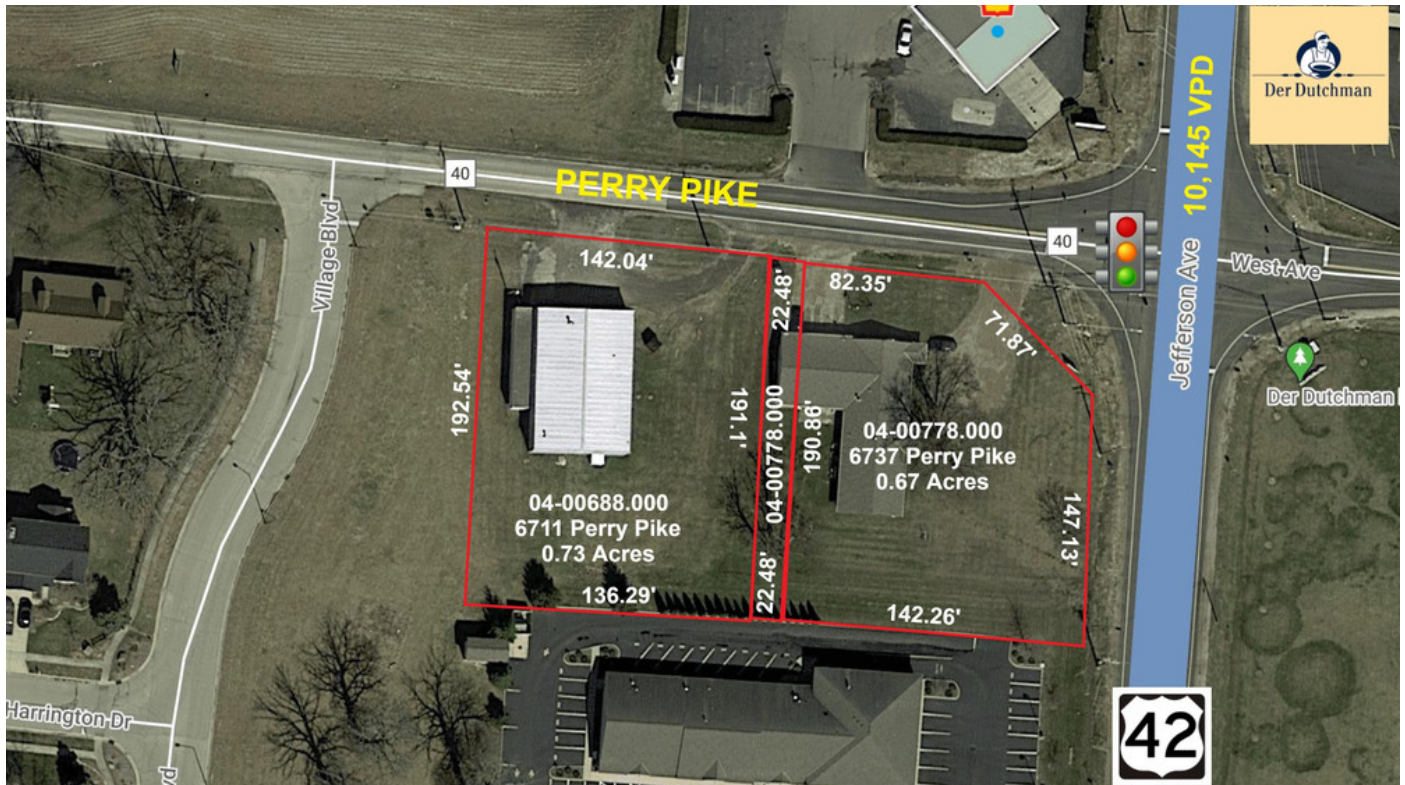 Der Dutchman
10,145 VPD
40
PERRY PIKE
40
West Ave
Village Blvd
Jefferson Ave
142.04'
22.48'
82.35'
71.87'
192.54'
191.1'
04-00778.000
190.86'
04-00778.000
6737 Perry Pike
0.67 Acres
147.13'
04-00688.000
6711 Perry Pike
0.73 Acres
136.29'
22.48'
142.26'
Der Dutchman
Harrington Dr
vd
42